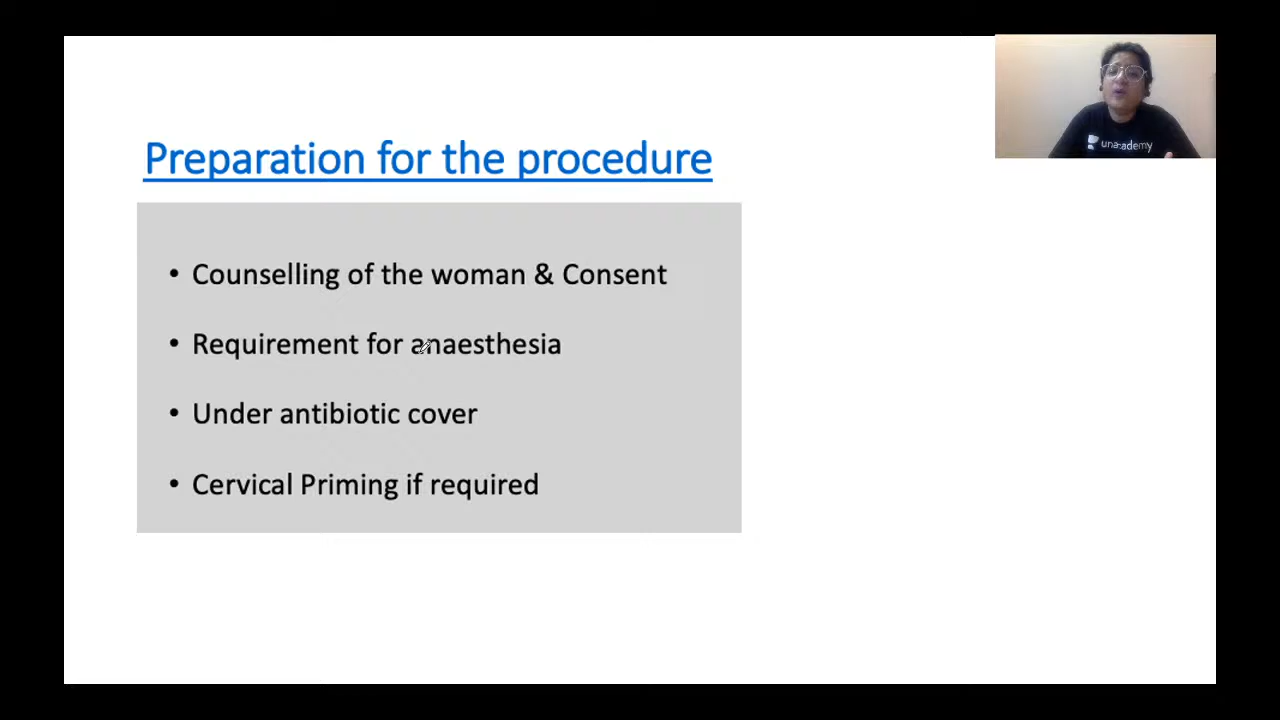 Preparation for the procedure
• Counselling of the woman & Consent
• Requirement for anaesthesia
• Under antibiotic cover
• Cervical Priming if required
unacademy